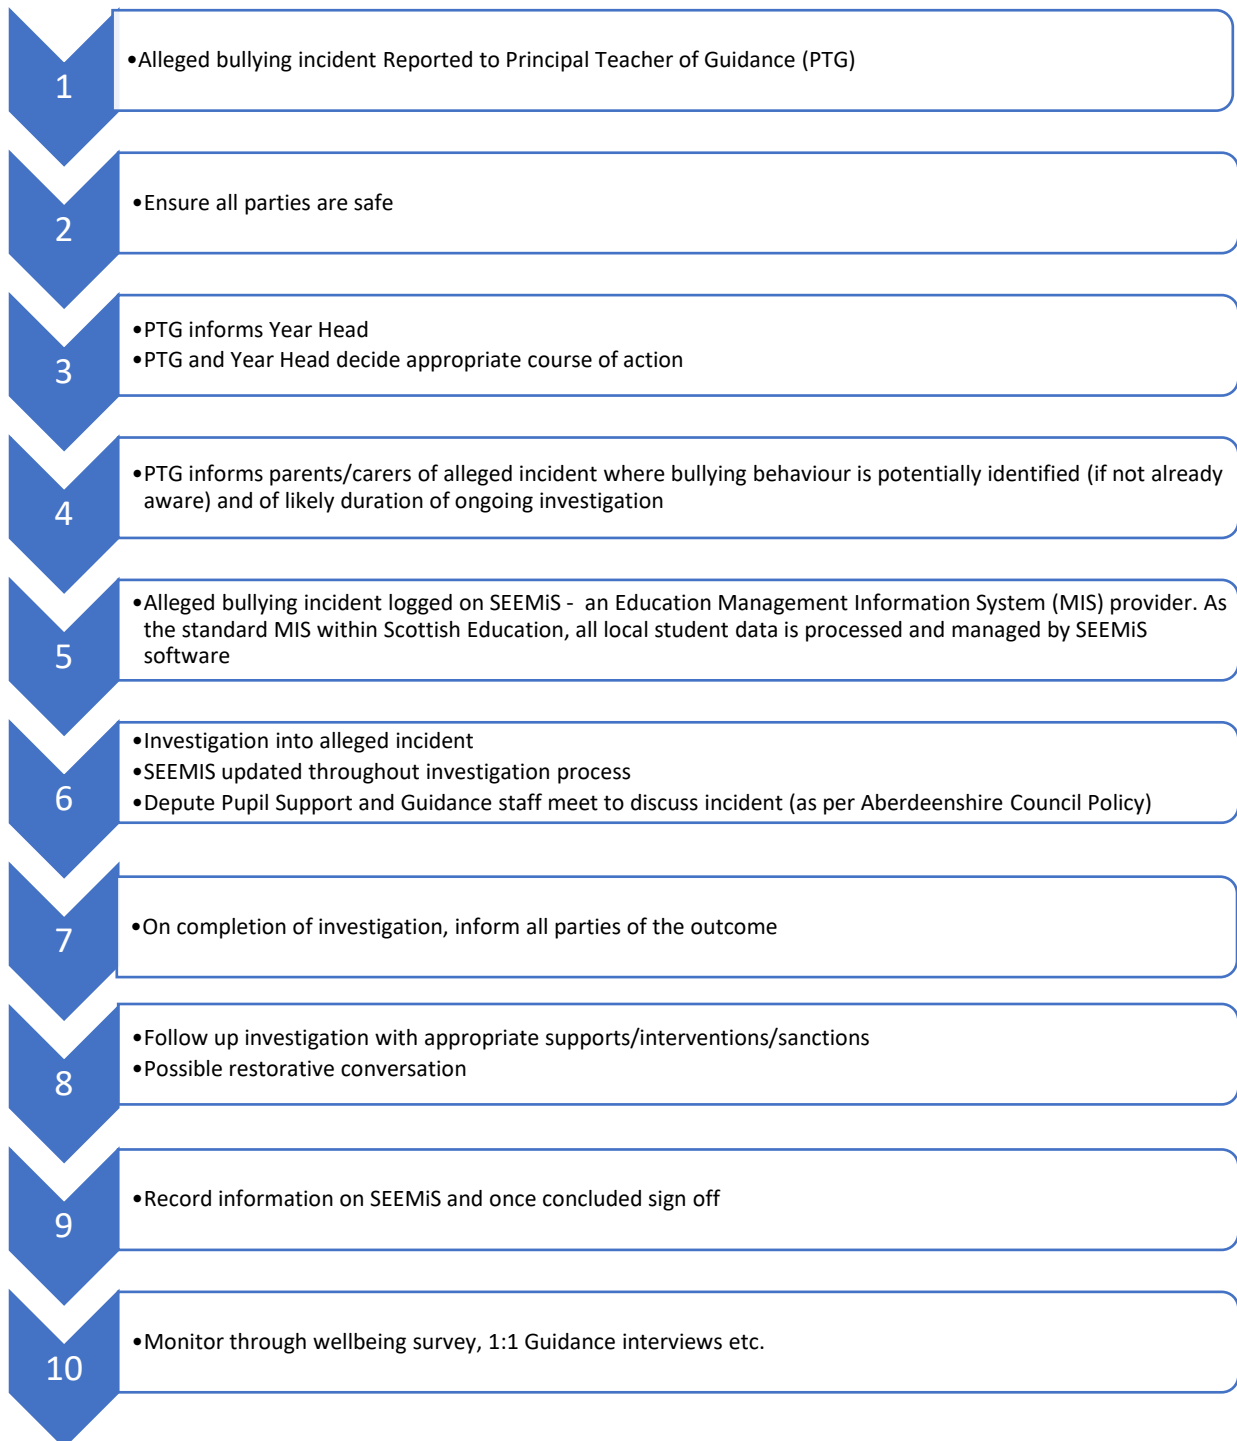 1
•Alleged bullying incident Reported to Principal Teacher of Guidance (PTG)
2
•Ensure all parties are safe
3
•PTG informs Year Head
•PTG and Year Head decide appropriate course of action
4
•PTG informs parents/carers of alleged incident where bullying behaviour is potentially identified (if not already
aware) and of likely duration of ongoing investigation
5
•Alleged bullying incident logged on SEEMiS - an Education Management Information System (MIS) provider. As
the standard MIS within Scottish Education, all local student data is processed and managed by SEEMiS
software
6
•Investigation into alleged incident
•SEEMIS updated throughout investigation process
•Depute Pupil Support and Guidance staff meet to discuss incident (as per Aberdeenshire Council Policy)
7
•On completion of investigation, inform all parties of the outcome
8
•Follow up investigation with appropriate supports/interventions/sanctions
•Possible restorative conversation
9
•Record information on SEEMiS and once concluded sign off
10
•Monitor through wellbeing survey, 1:1 Guidance interviews etc.